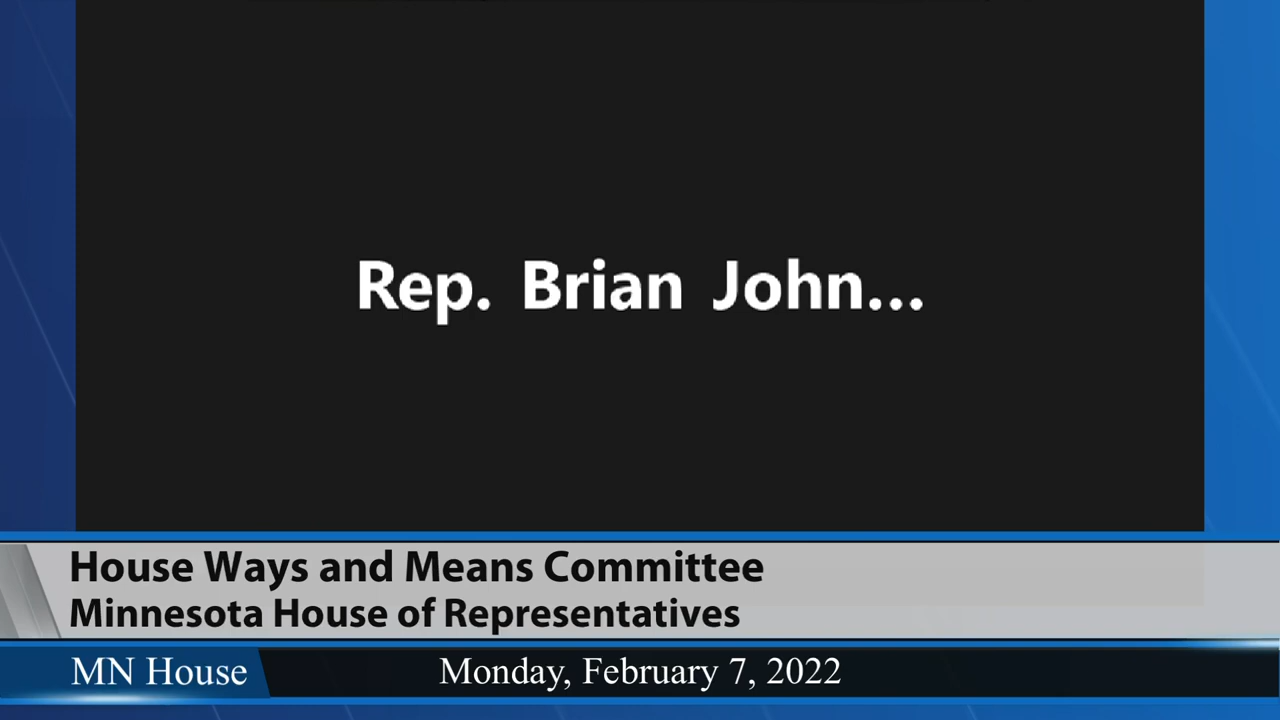 Rep. Brian John...
House Ways and Means Committee
Minnesota House of Representatives
MN House
Monday, February 7, 2022